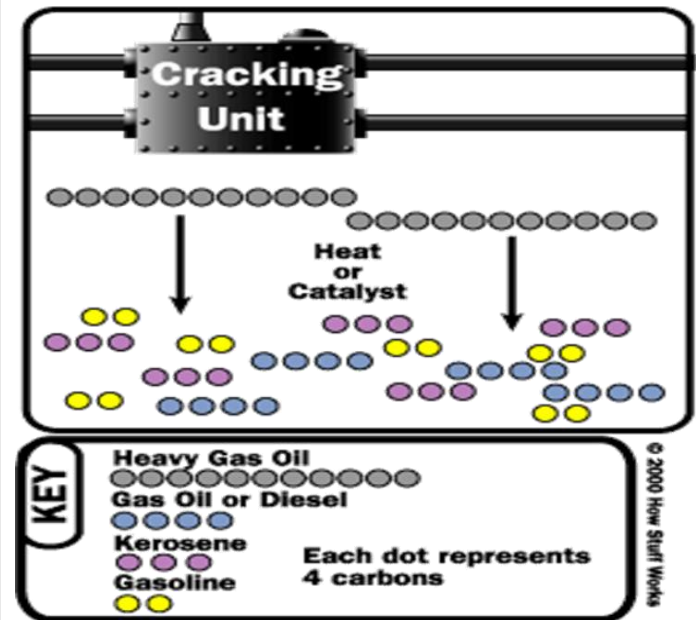 Cracking
Unit
Heat
or
Catalyst
KEY
Heavy Gas Oil
Gas Oil or Diesel
Kerosene
Gasoline
Each dot represents
4 carbons
© 2000 How Stuff Works